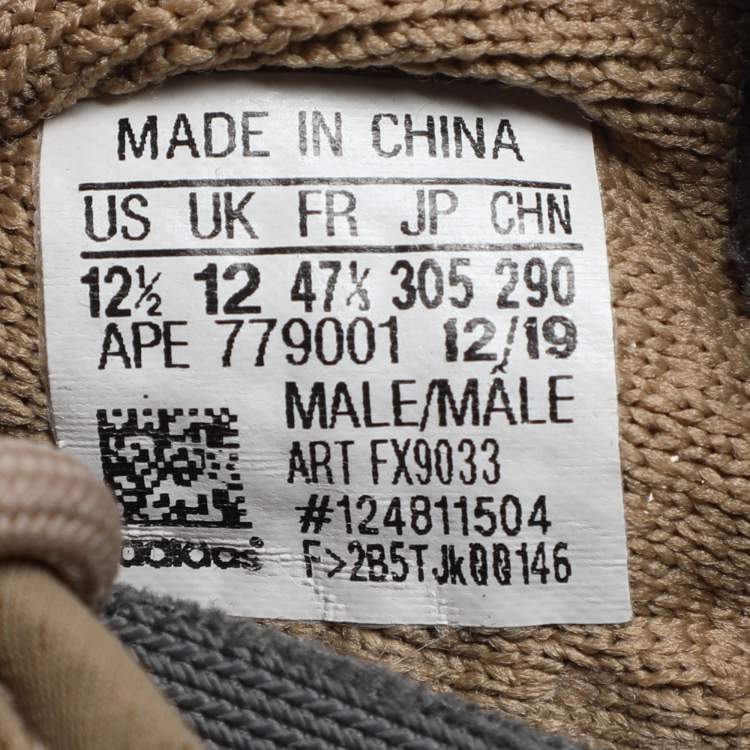 MADE IN CHINA
US UK FR JP CHN
12½ 12 47⅓ 305 290
APE 779001 12/19
MALE/MÂLE
ART FX9033
#124811504
adidas